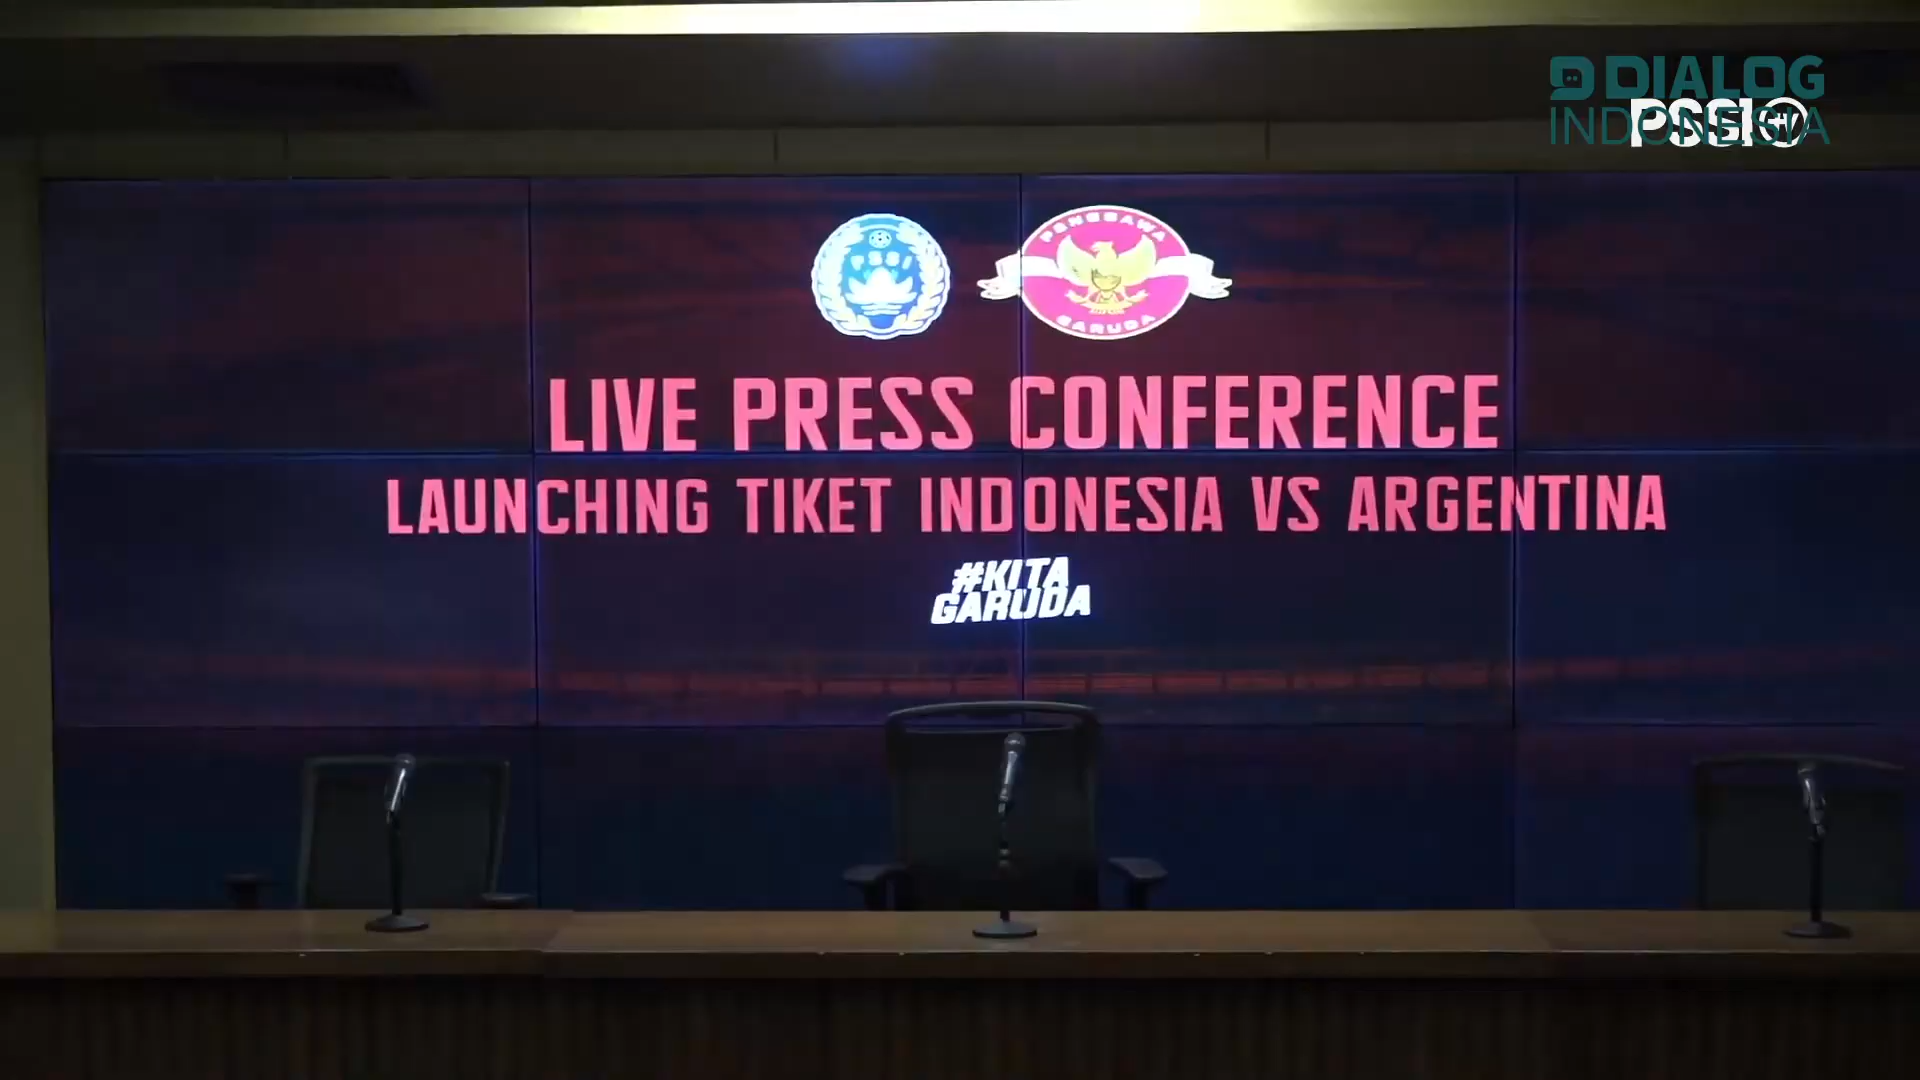 DIALOG
INDONESIA
PSSI TV
PSSI
PENGGAWA
GARUDA
LIVE PRESS CONFERENCE
LAUNCHING TIKET INDONESIA VS ARGENTINA
#KITA
GARUDA